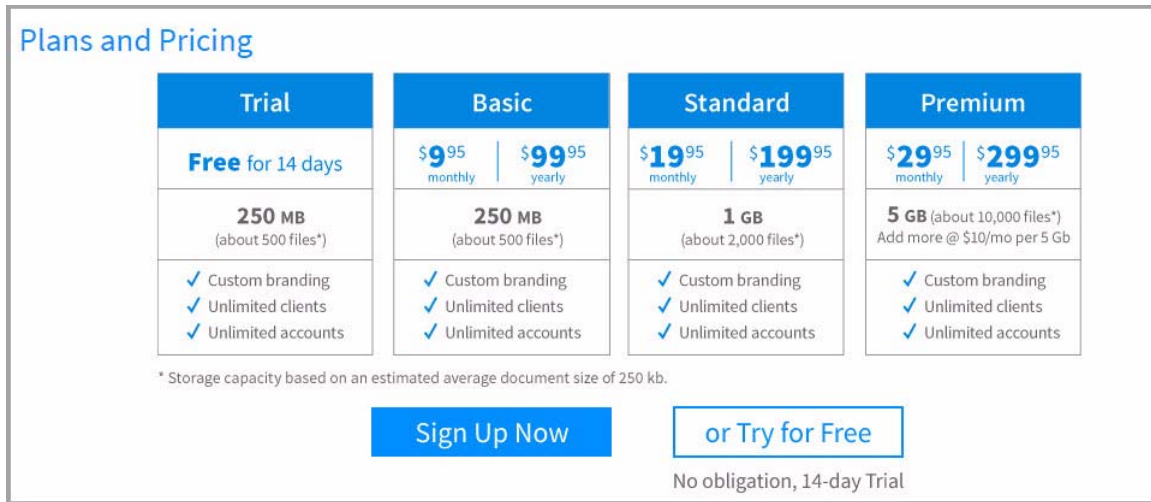 Plans and Pricing
Trial
Free for 14 days
250 MB
(about 500 files*)
✓ Custom branding
✓ Unlimited clients
✓ Unlimited accounts
Basic
$9.95 monthly | $99.95 yearly
250 MB
(about 500 files*)
✓ Custom branding
✓ Unlimited clients
✓ Unlimited accounts
Standard
$19.95 monthly | $199.95 yearly
1 GB
(about 2,000 files*)
✓ Custom branding
✓ Unlimited clients
✓ Unlimited accounts
Premium
$29.95 monthly | $299.95 yearly
5 GB (about 10,000 files*)
Add more @ $10/mo per 5 Gb
✓ Custom branding
✓ Unlimited clients
✓ Unlimited accounts
* Storage capacity based on an estimated average document size of 250 kb.
Sign Up Now
or Try for Free
No obligation, 14-day Trial